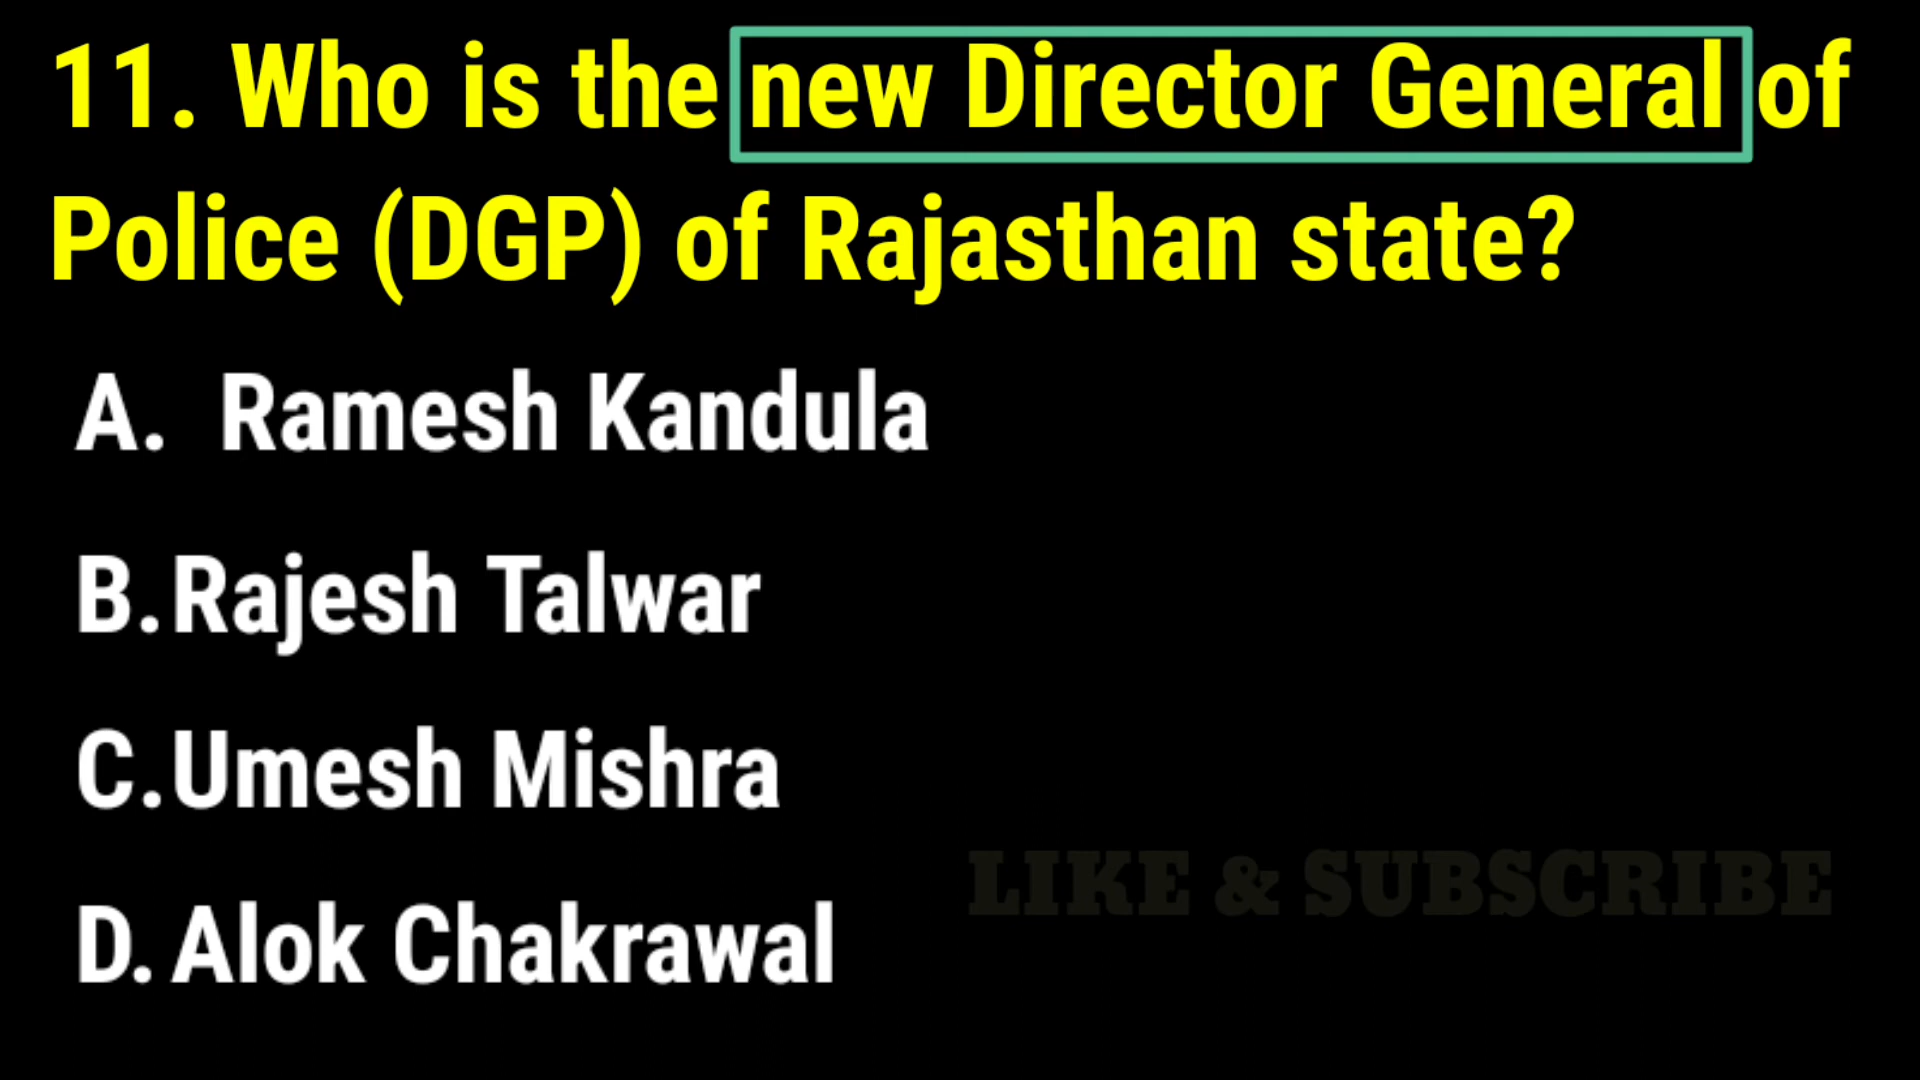 11. Who is the new Director General of
Police (DGP) of Rajasthan state?
A. Ramesh Kandula
B. Rajesh Talwar
C. Umesh Mishra
LIKE & SUBSCRIBE
D. Alok Chakrawal